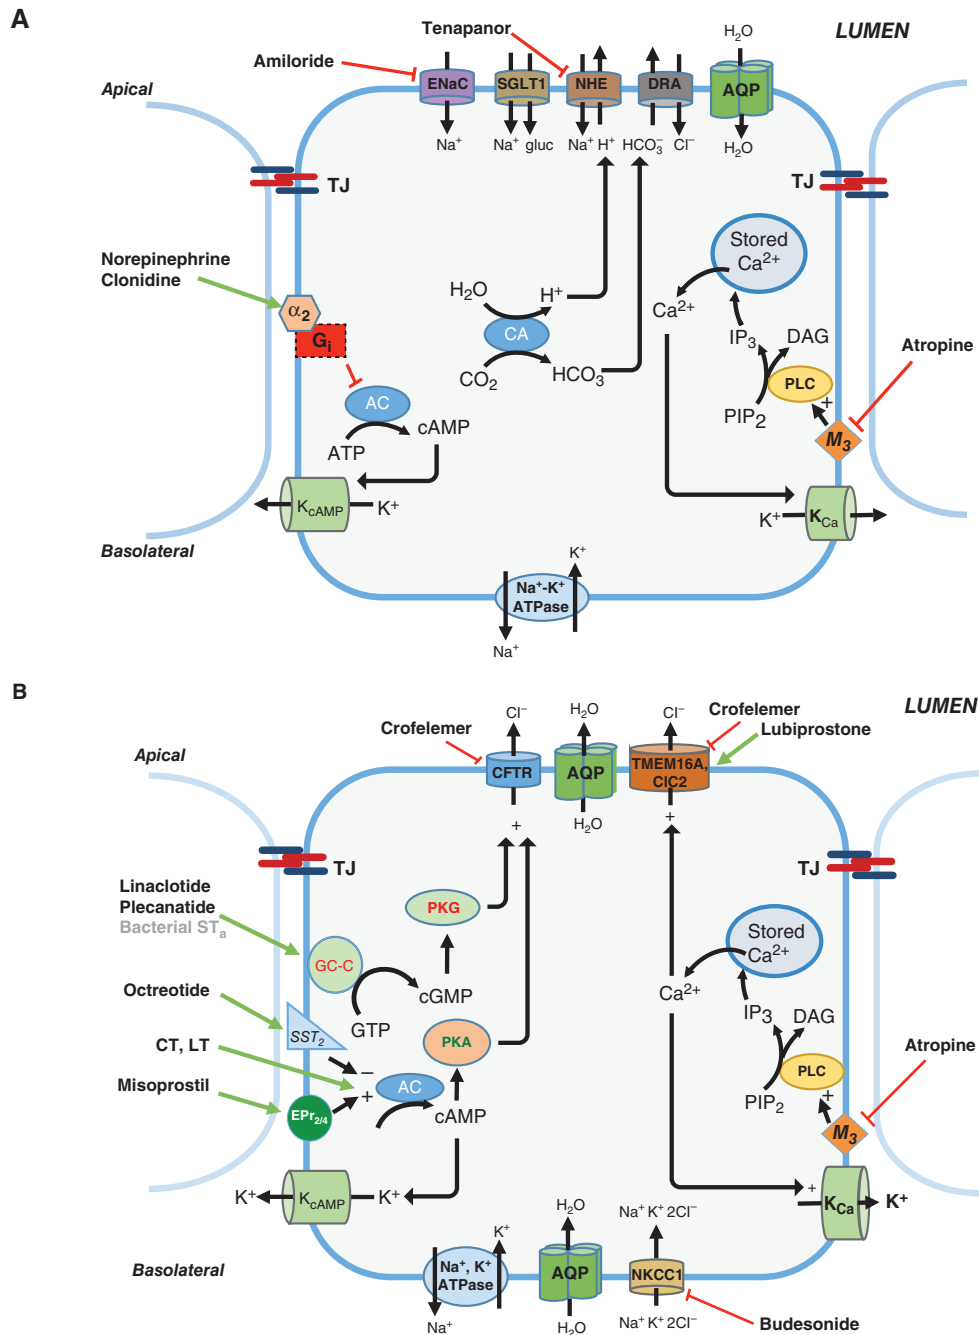 A
LUMEN
Tenapanor
H2O
Amiloride
Apical
ENaC
SGLT1
NHE
DRA
AQP
Na+
Na+ gluc
Na+ H+
HCO3−
Cl−
H2O
TJ
TJ
Norepinephrine
Clonidine
Stored
Ca2+
α2
Gi
H2O
H+
Ca2+
CA
IP3
DAG
Atropine
CO2
HCO3
PLC
AC
PIP2
+
ATP
cAMP
M3
KcAMP
K+
K+
KCa
Basolateral
K+
Na+-K+
ATPase
Na+
B
LUMEN
Cl−
H2O
Cl−
Crofelemer
Crofelemer
Lubiprostone
Apical
CFTR
AQP
TMEM16A,
ClC2
+
H2O
+
TJ
TJ
Linaclotide
Plecanatide
Bacterial STa
PKG
Stored
Ca2+
GC-C
Octreotide
cGMP
Ca2+
GTP
IP3
DAG
SST2
PKA
CT, LT
Atropine
−
AC
PLC
Misoprostil
+
PIP2
+
EPr2/4
cAMP
M3
K+
KcAMP
K+
+
KCa
K+
H2O
Na+ K+ 2Cl−
K+
Basolateral
Na+, K+
ATPase
AQP
NKCC1
Na+
H2O
Na+ K+ 2Cl−
Budesonide